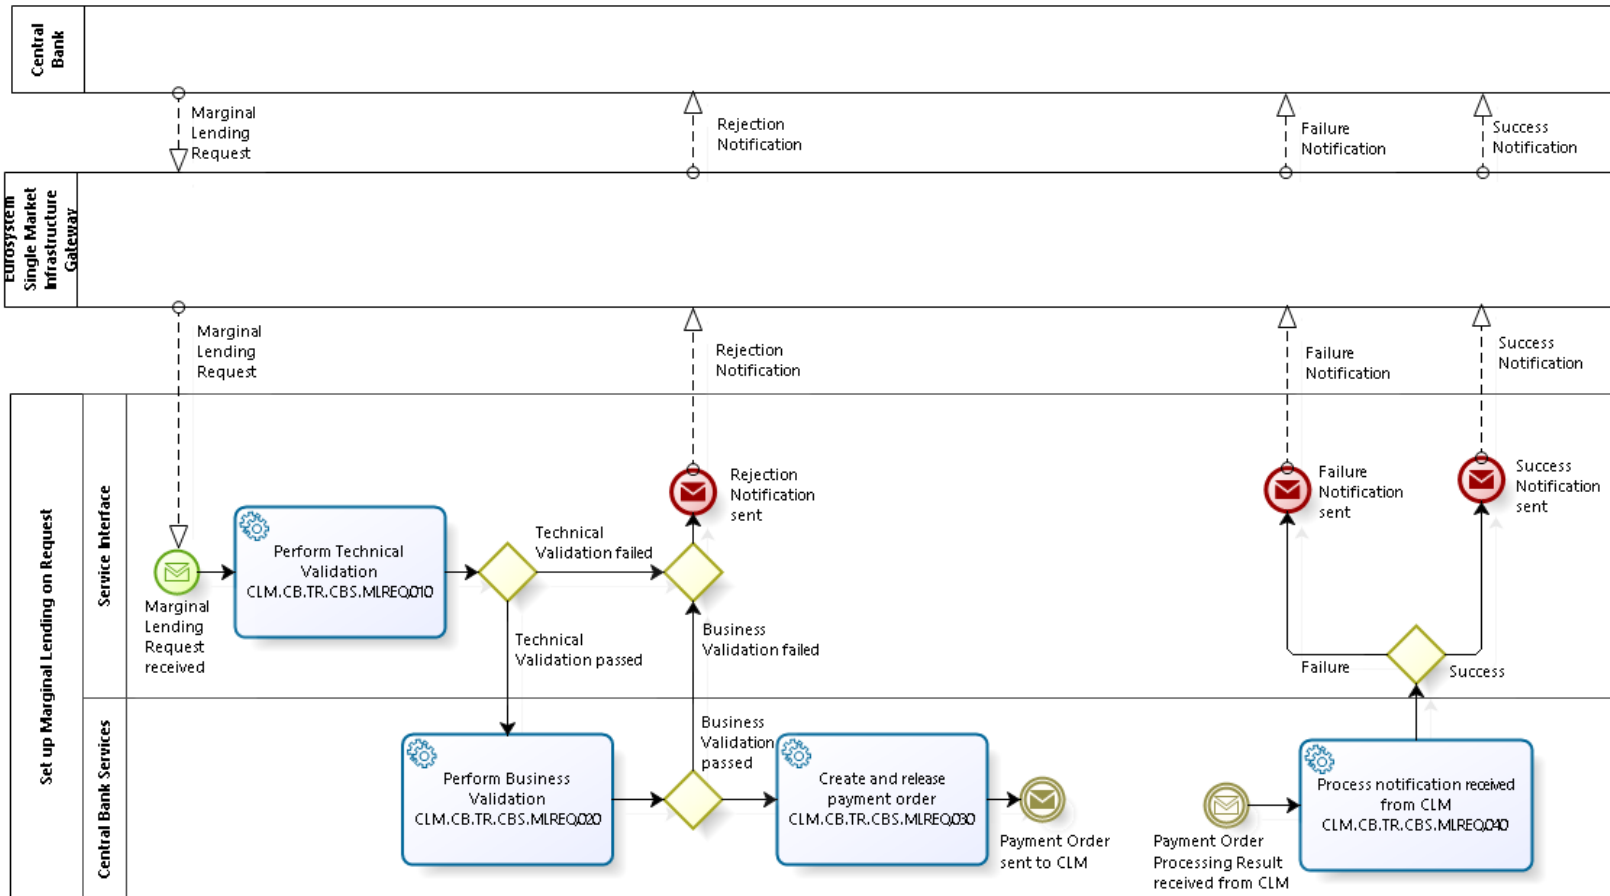 Central
Bank
Marginal
Lending
Request
Rejection
Notification
Failure
Notification
Success
Notification
Eurosystem
Single Market
Infrastructure
Gateway
Marginal
Lending
Request
Rejection
Notification
Failure
Notification
Success
Notification
Set up Marginal Lending on Request
Service Interface
Marginal
Lending
Request
received
Perform Technical
Validation
CLM.CB.TR.CBS.MLREQ.010
Technical
Validation failed
Technical
Validation passed
Rejection
Notification
sent
Business
Validation failed
Failure
Notification
sent
Success
Notification
sent
Failure
Success
Central Bank Services
Perform Business
Validation
CLM.CB.TR.CBS.MLREQ.020
Business
Validation
passed
Create and release
payment order
CLM.CB.TR.CBS.MLREQ.030
Payment Order
sent to CLM
Payment Order
Processing Result
received from CLM
Process notification received
from CLM
CLM.CB.TR.CBS.MLREQ.040